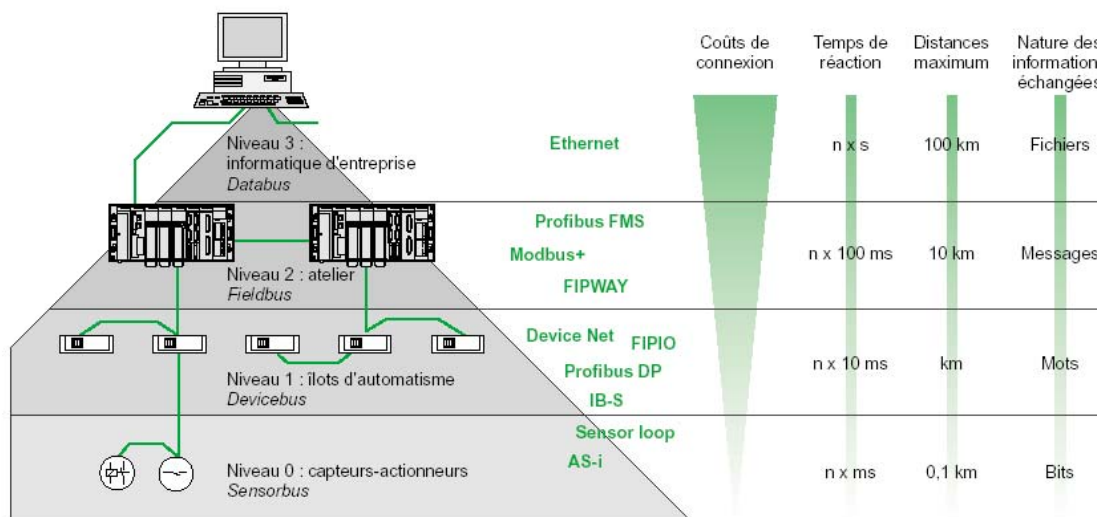 Coûts de
connexion
Temps de
réaction
Distances
maximum
Nature des
informations
échangées
Niveau 3 :
informatique d'entreprise
Databus
Ethernet
n x s
100 km
Fichiers
Profibus FMS
Modbus+
FIPWAY
Niveau 2 : atelier
Fieldbus
n x 100 ms
10 km
Messages
Device Net
FIPIO
Profibus DP
IB-S
Niveau 1 : îlots d'automatisme
Devicebus
n x 10 ms
km
Mots
Sensor loop
AS-i
Niveau 0 : capteurs-actionneurs
Sensorbus
n x ms
0,1 km
Bits